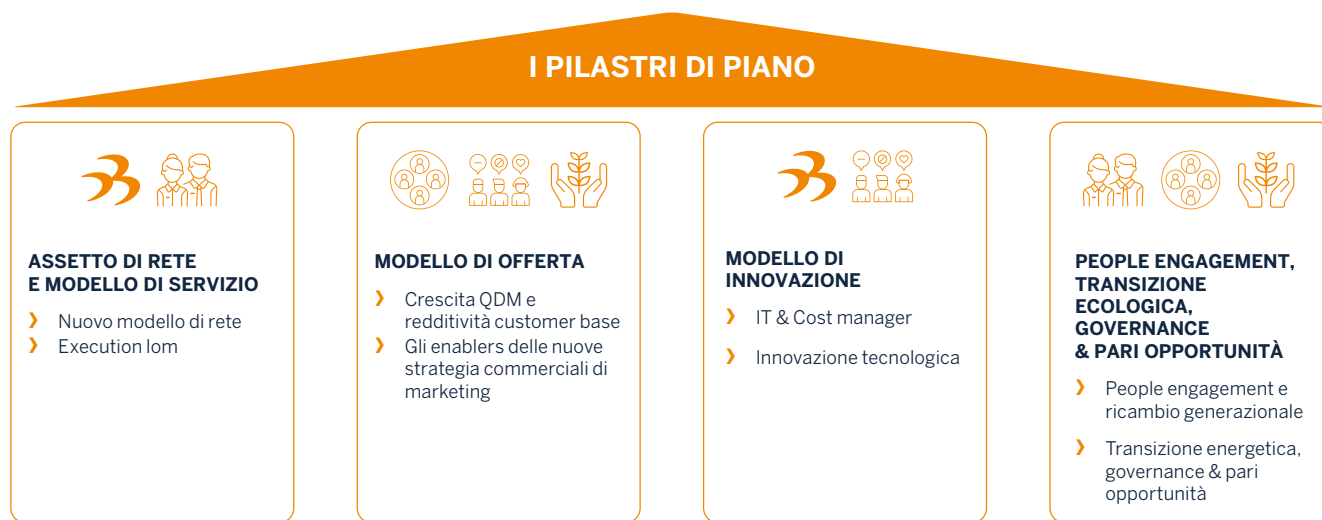 I PILASTRI DI PIANO
ASSETTO DI RETE
E MODELLO DI SERVIZIO
Nuovo modello di rete
Execution lom
MODELLO DI OFFERTA
Crescita QDM e
redditività customer base
Gli enablers delle nuove
strategia commerciali di
marketing
MODELLO DI
INNOVAZIONE
IT & Cost manager
Innovazione tecnologica
PEOPLE ENGAGEMENT,
TRANSIZIONE
ECOLOGICA,
GOVERNANCE
& PARI OPPORTUNITÀ
People engagement e
ricambio generazionale
Transizione energetica,
governance & pari
opportunità